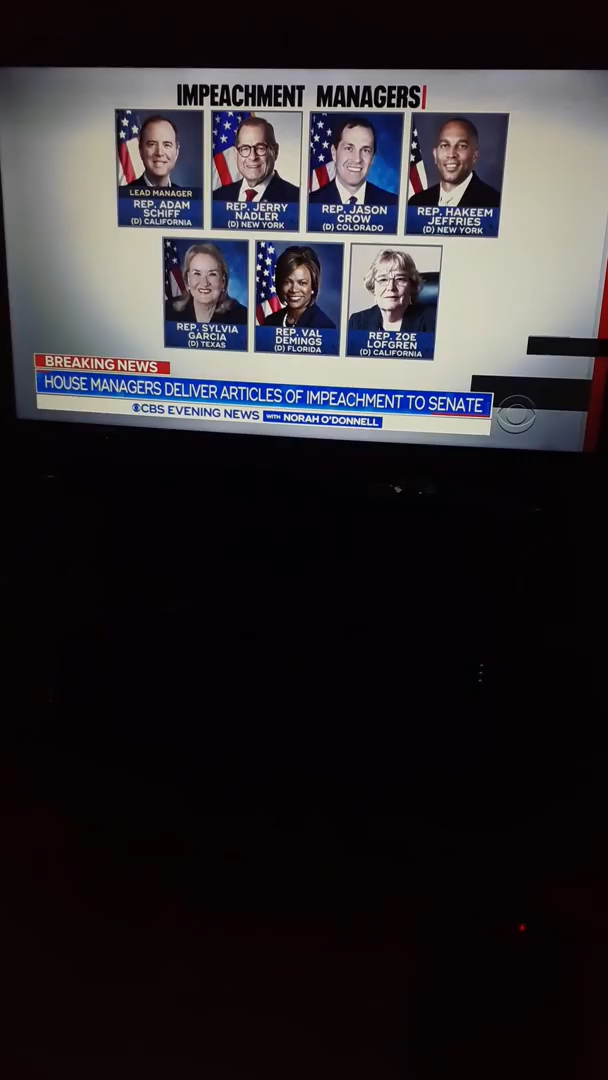 IMPEACHMENT MANAGERS
LEAD MANAGER
REP. ADAM
SCHIFF
(D) CALIFORNIA
REP. JERRY
NADLER
(D) NEW YORK
REP. JASON
CROW
(D) COLORADO
REP. HAKEEM
JEFFRIES
(D) NEW YORK
REP. SYLVIA
GARCIA
(D) TEXAS
REP. VAL
DEMINGS
(D) FLORIDA
REP. ZOE
LOFGREN
(D) CALIFORNIA
BREAKING NEWS
HOUSE MANAGERS DELIVER ARTICLES OF IMPEACHMENT TO SENATE
CBS EVENING NEWS WITH NORAH O'DONNELL